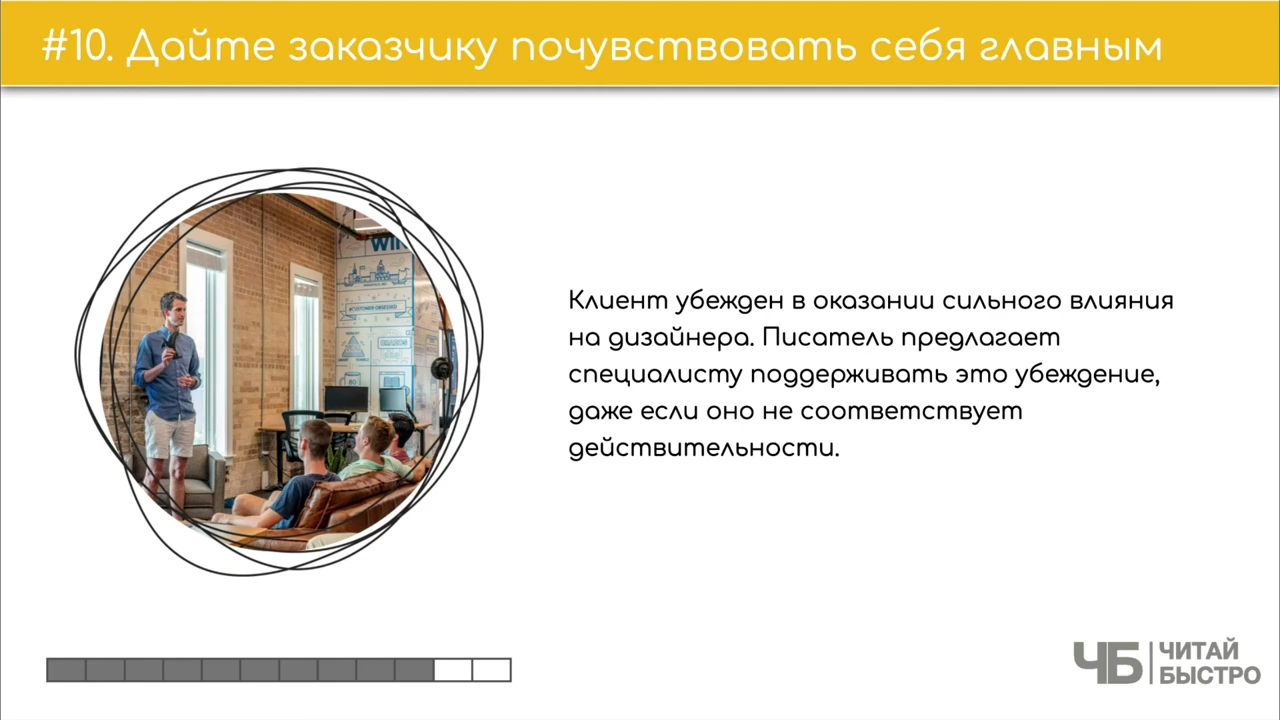 #10. Дайте заказчику почувствовать себя главным
WIN
Клиент убежден в оказании сильного влияния
на дизайнера. Писатель предлагает
специалисту поддерживать это убеждение,
даже если оно не соответствует
действительности.
ЧБ
ЧИТАЙ
БЫСТРО